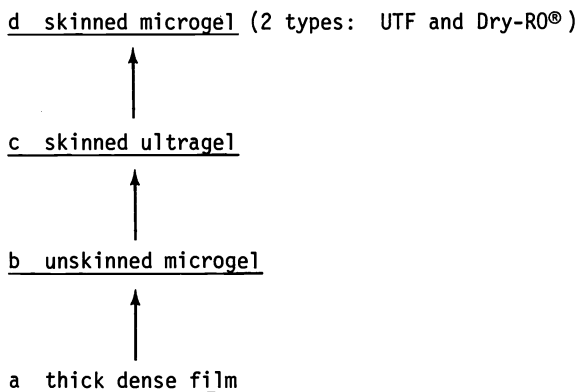 d skinned microgel (2 types: UTF and Dry-RO®)
c skinned ultragel
b unskinned microgel
a thick dense film